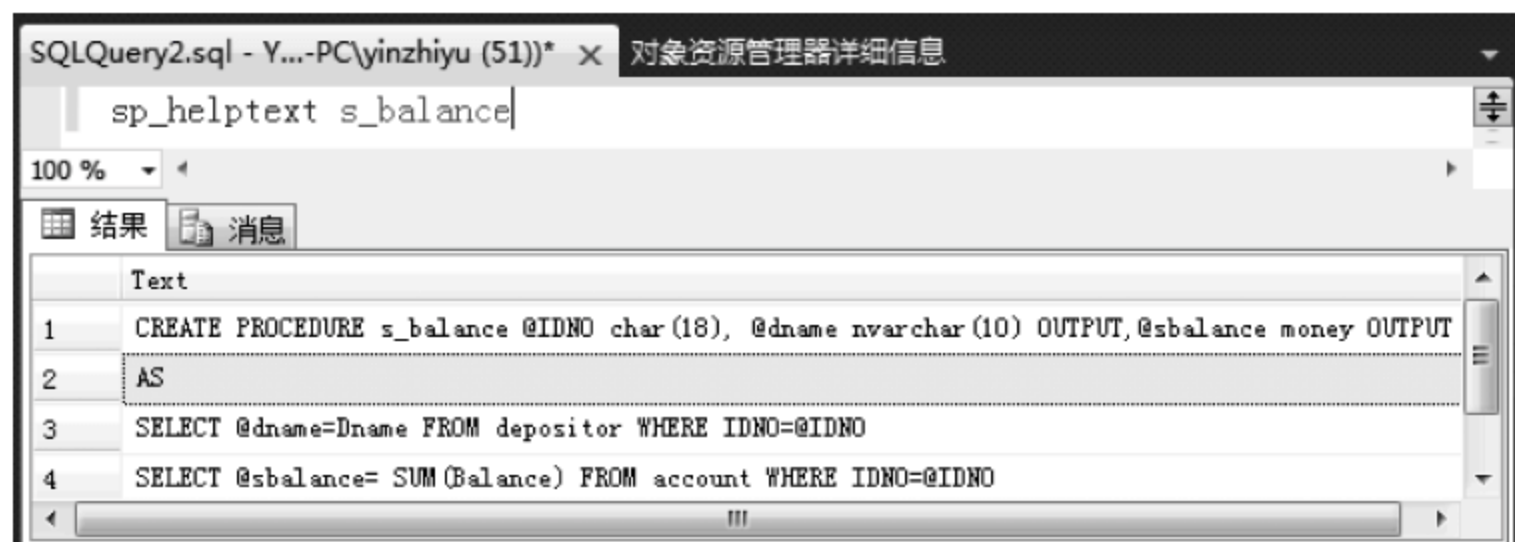 SQLQuery2.sql - Y...-PC\yinzhiyu (51))* × 对象资源管理器详细信息
sp_helptext s_balance
100 %
结果 消息
Text
1 CREATE PROCEDURE s_balance @IDNO char(18), @dname nvarchar(10) OUTPUT,@sbalance money OUTPUT
2 AS
3 SELECT @dname=Dname FROM depositor WHERE IDNO=@IDNO
4 SELECT @sbalance= SUM(Balance) FROM account WHERE IDNO=@IDNO